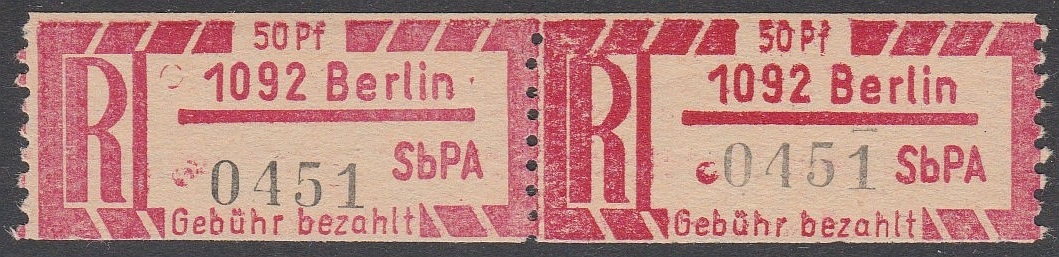 50 Pf
R
1092 Berlin
SbPA
0451
Gebühr bezahlt
50 Pf
R
1092 Berlin
SbPA
0451
Gebühr bezahlt